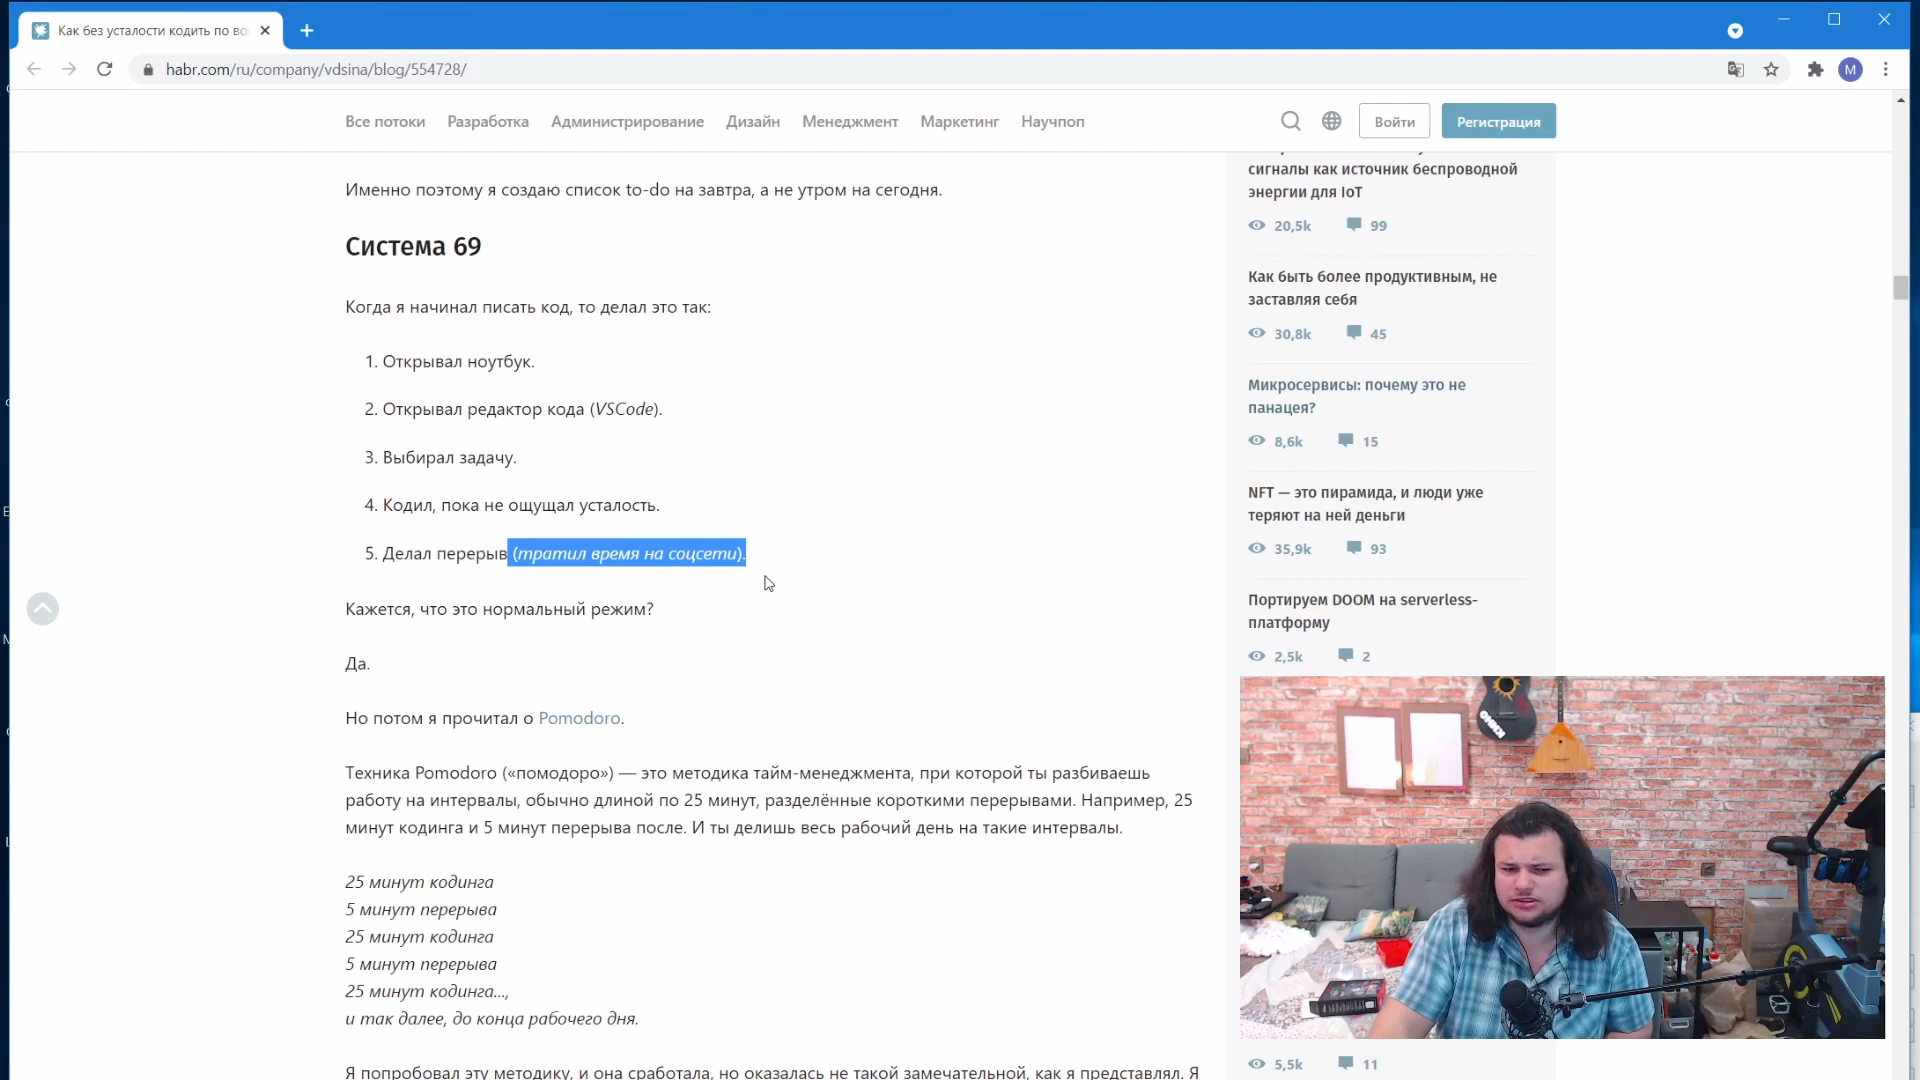 Как без усталости кодить по во
habr.com/ru/company/vdsina/blog/554728/
M
Все потоки
Разработка
Администрирование
Дизайн
Менеджмент
Маркетинг
Научпоп
Войти
Регистрация
Именно поэтому я создаю список to-do на завтра, а не утром на сегодня.
Система 69
Когда я начинал писать код, то делал это так:
1. Открывал ноутбук.
2. Открывал редактор кода (VSCode).
3. Выбирал задачу.
4. Кодил, пока не ощущал усталость.
5. Делал перерыв (тратил время на соцсети).
Кажется, что это нормальный режим?
Да.
Но потом я прочитал о Pomodoro.
Техника Pomodoro («помодоро») — это методика тайм-менеджмента, при которой ты разбиваешь
работу на интервалы, обычно длиной по 25 минут, разделённые короткими перерывами. Например, 25
минут кодинга и 5 минут перерыва после. И ты делишь весь рабочий день на такие интервалы.
25 минут кодинга
5 минут перерыва
25 минут кодинга
5 минут перерыва
25 минут кодинга...,
и так далее, до конца рабочего дня.
Я попробовал эту методику, и она сработала, но оказалась не такой замечательной, как я представлял. Я
сигналы как источник беспроводной
энергии для IoT
20,5k 99
Как быть более продуктивным, не
заставляя себя
30,8k 45
Микросервисы: почему это не
панацея?
8,6k 15
NFT — это пирамида, и люди уже
теряют на ней деньги
35,9k 93
Портируем DOOM на serverless-
платформу
2,5k 2
5,5k 11